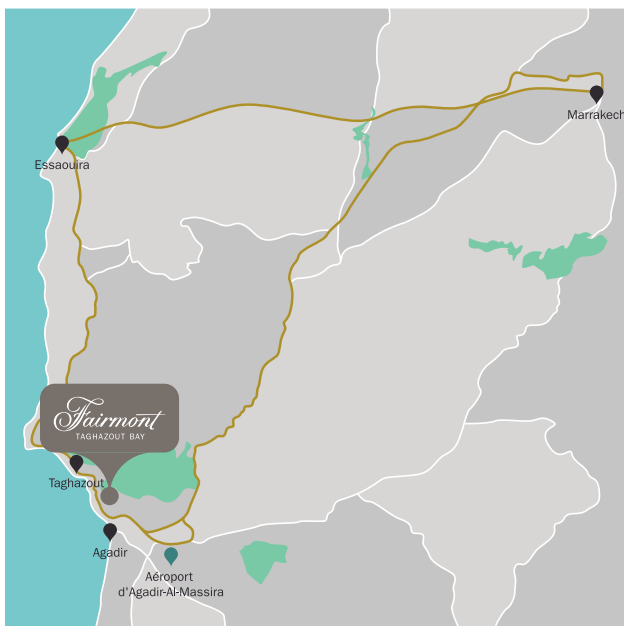 Marrakech
Essaouira
Fairmont
TAGHAZOUT BAY
Taghazout
Agadir
Aéroport
d'Agadir-Al-Massira